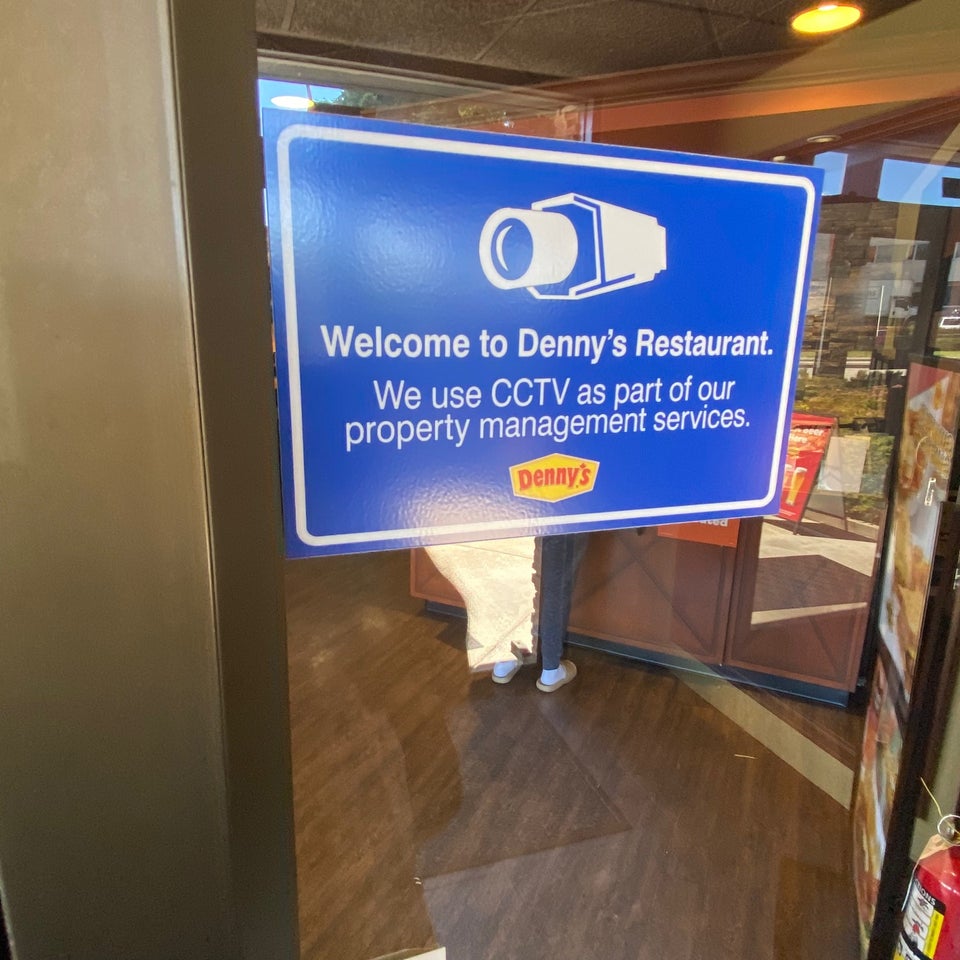 Welcome to Denny's Restaurant.
We use CCTV as part of our
property management services.
Denny's